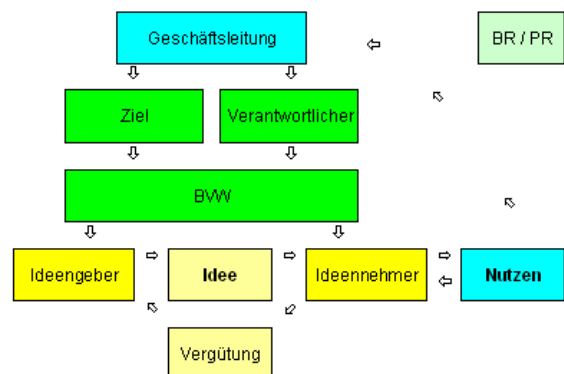 Geschäftsleitung
BR / PR
Ziel
Verantwortlicher
BVW
Ideengeber
Idee
Ideennehmer
Nutzen
Vergütung